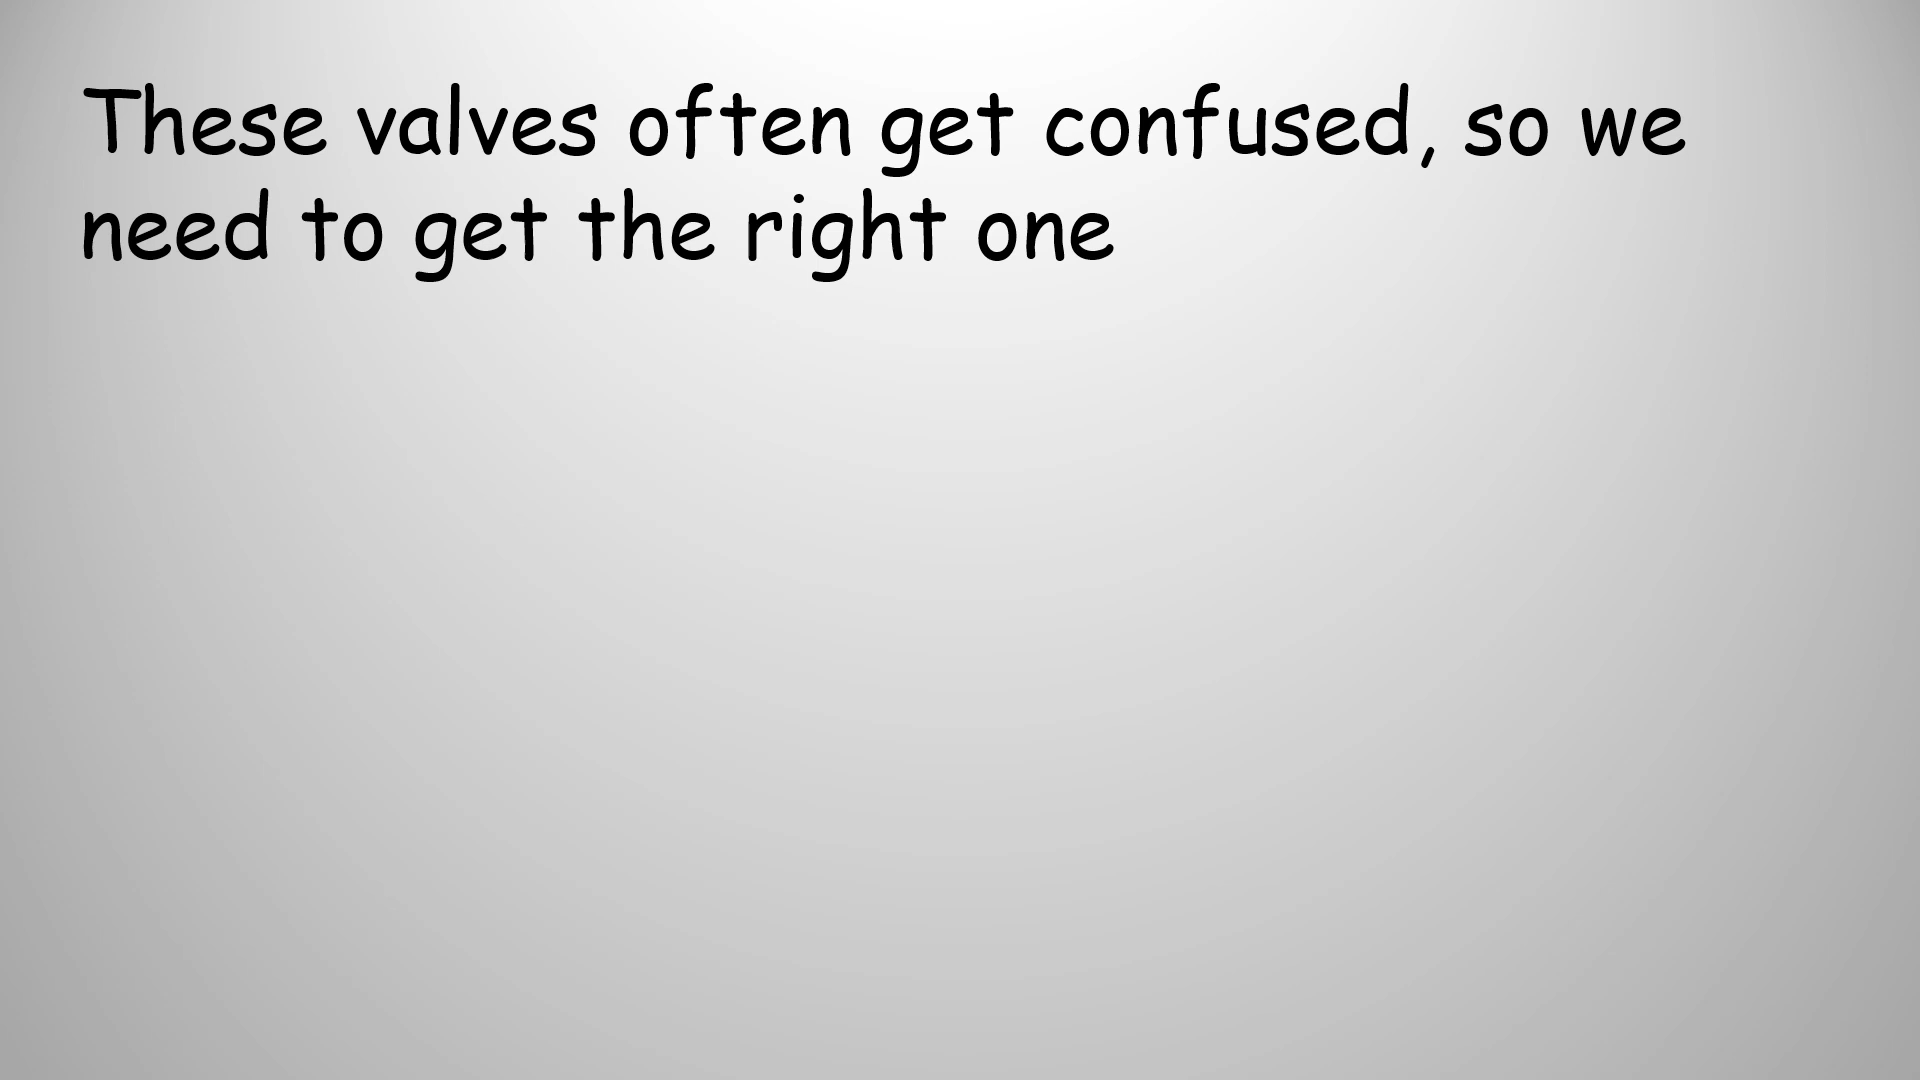 These valves often get confused, so we
need to get the right one